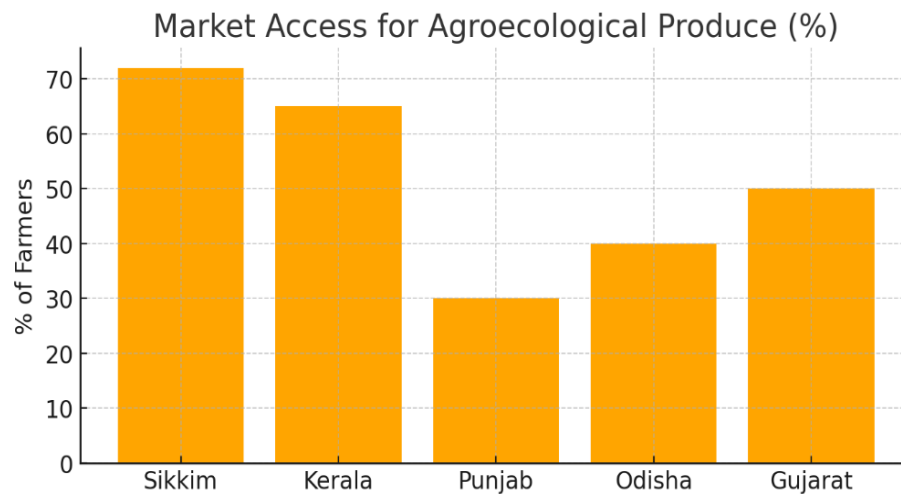 Market Access for Agroecological Produce (%)
% of Farmers
70
60
50
40
30
20
10
0
Sikkim Kerala Punjab Odisha Gujarat